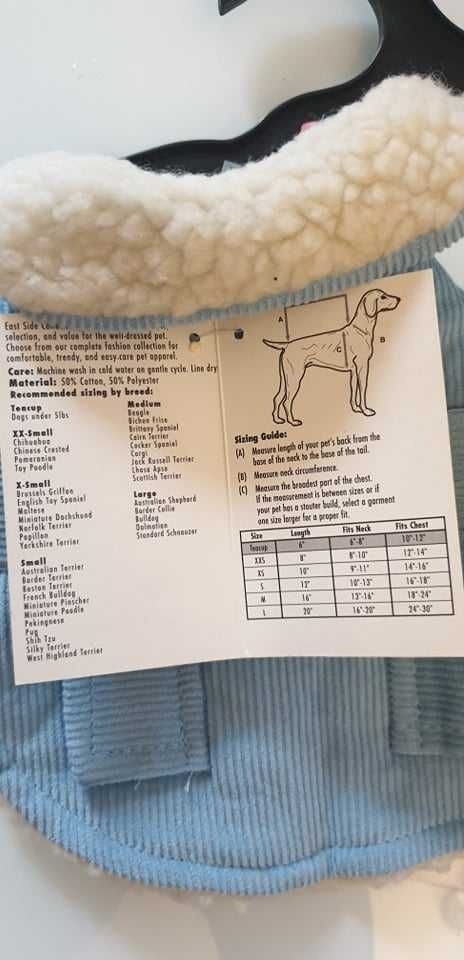 East Side
selection, and value for the well-dressed pet.
Choose from our complete fashion collection for
comfortable, trendy, and easy-care pet apparel.
Care: Machine wash in cold water on gentle cycle. Line dry
Material: 50% Cotton, 50% Polyester
Recommended sizing by breed:
Teacup
Dogs under 5lbs
XX-Small
Chihuahua
Chinese Crested
Pomeranian
Toy Poodle
X-Small
Brussels Griffon
English Toy Spaniel
Maltese
Miniature Dachshund
Norfolk Terrier
Papillon
Yorkshire Terrier
Small
Australian Terrier
Border Terrier
Boston Terrier
French Bulldog
Miniature Pinscher
Miniature Poodle
Pekingnese
Pug
Shih Tzu
Silky Terrier
West Highland Terrier
Medium
Beagle
Bichon Frise
Brittany Spaniel
Cairn Terrier
Cocker Spaniel
Corgi
Jack Russell Terrier
Lhasa Apso
Scottish Terrier
Large
Australian Shepherd
Border Collie
Bulldog
Dalmation
Standard Schnauzer
A
B
C
Sizing Guide:
(A) Measure length of your pet's back from the
base of the neck to the base of the tail.
(B) Measure neck circumference.
(C) Measure the broadest part of the chest.
If the measurement is between sizes or if
your pet has a stouter build, select a garment
one size larger for a proper fit.
Size Length Fits Neck Fits Chest
Teacup 6" 6"-8" 10"-12"
XXS 8" 8"-10" 12"-14"
XS 10" 9"-11" 14"-16"
S 12" 10"-13" 16"-18"
M 16" 13"-16" 18"-24"
L 20" 16"-20" 24"-30"